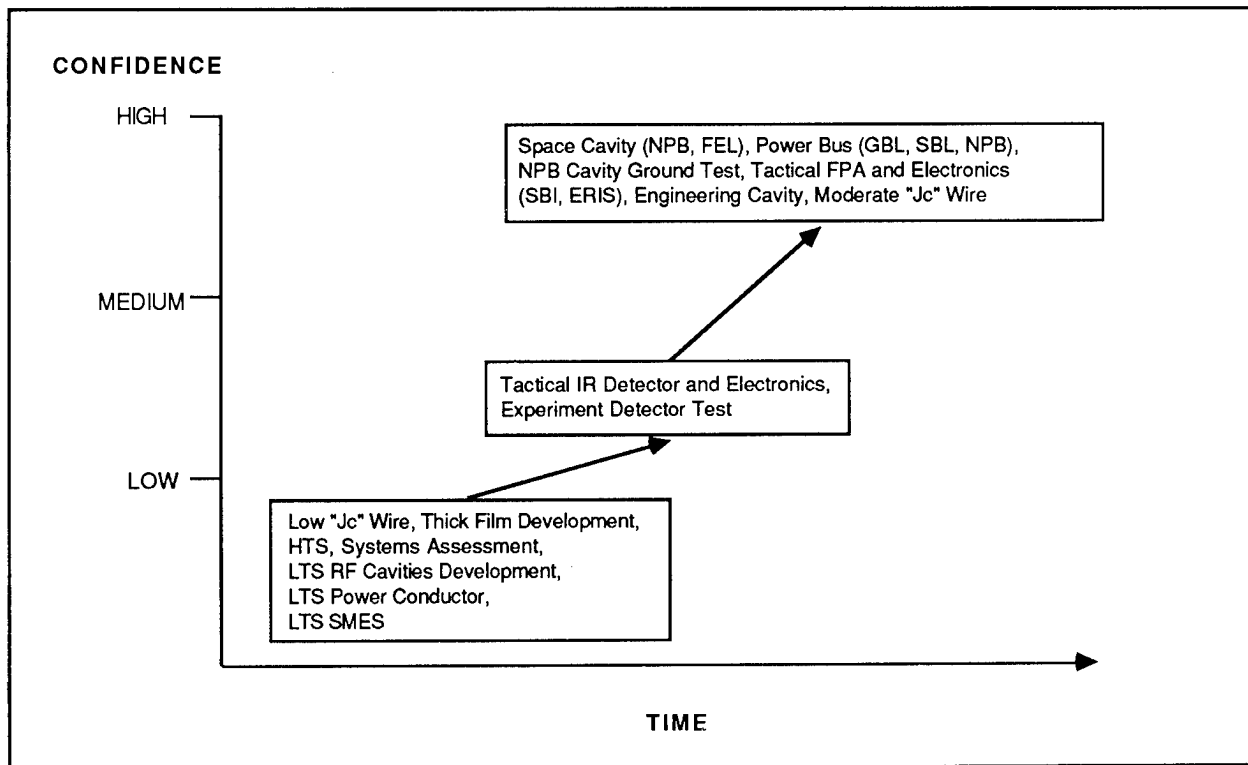 CONFIDENCE
HIGH
Space Cavity (NPB, FEL), Power Bus (GBL, SBL, NPB),
NPB Cavity Ground Test, Tactical FPA and Electronics
(SBI, ERIS), Engineering Cavity, Moderate "Jc" Wire
MEDIUM
Tactical IR Detector and Electronics,
Experiment Detector Test
LOW
Low "Jc" Wire, Thick Film Development,
HTS, Systems Assessment,
LTS RF Cavities Development,
LTS Power Conductor,
LTS SMES
TIME